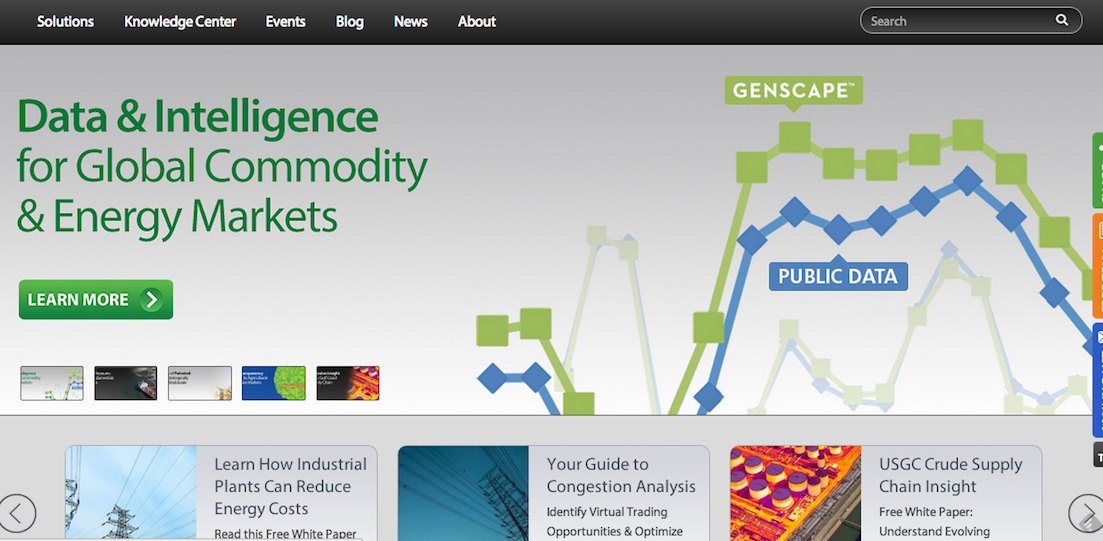 Solutions Knowledge Center Events Blog News About Search
GENSCAPE™
Data & Intelligence
for Global Commodity
& Energy Markets
PUBLIC DATA
LEARN MORE
Learn How Industrial
Plants Can Reduce
Energy Costs
Read this Free White Paper
Your Guide to
Congestion Analysis
Identify Virtual Trading
Opportunities & Optimize
USGC Crude Supply
Chain Insight
Free White Paper:
Understand Evolving